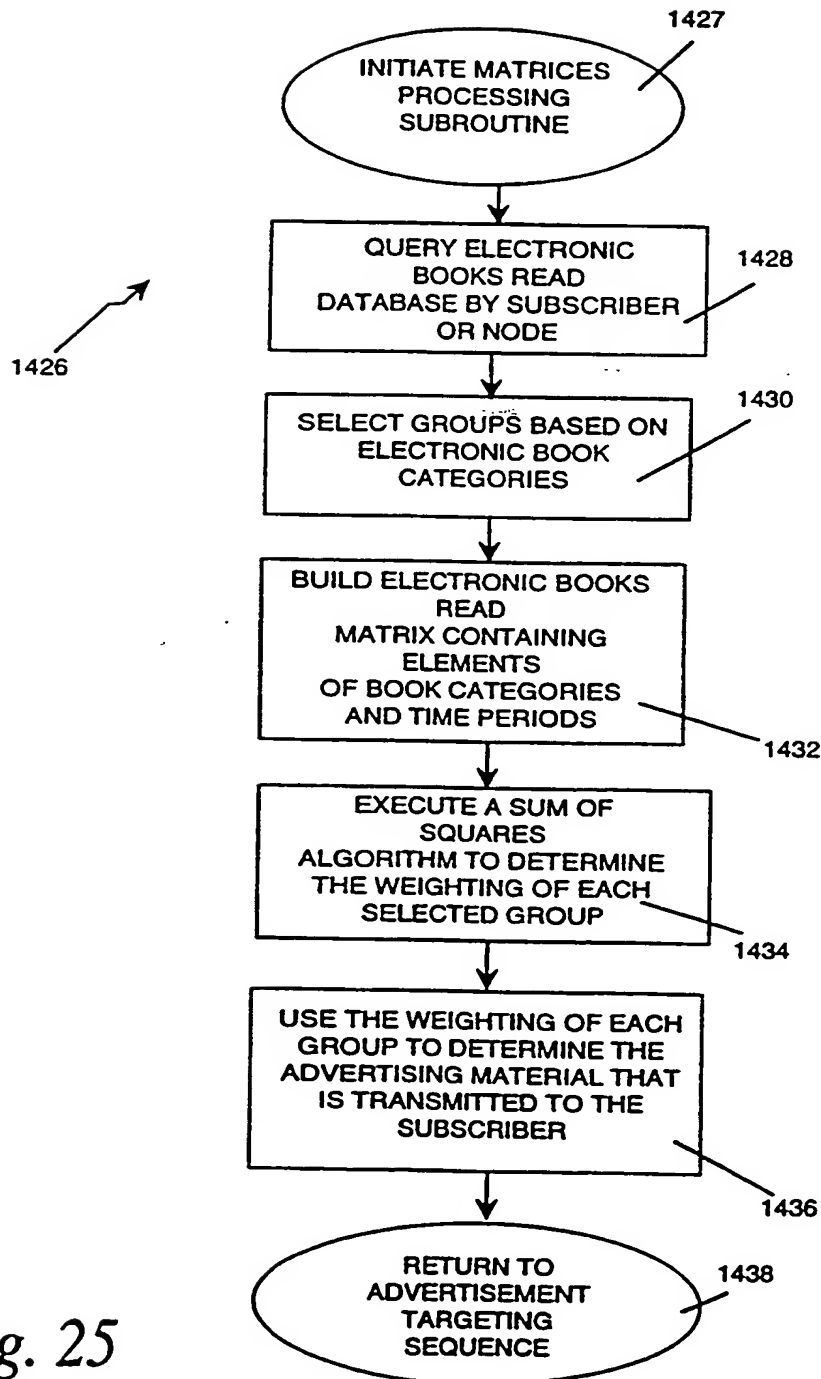 1427
INITIATE MATRICES
PROCESSING
SUBROUTINE
QUERY ELECTRONIC
BOOKS READ
DATABASE BY SUBSCRIBER
OR NODE
1428
1426
1430
SELECT GROUPS BASED ON
ELECTRONIC BOOK
CATEGORIES
BUILD ELECTRONIC BOOKS
READ
MATRIX CONTAINING
ELEMENTS
OF BOOK CATEGORIES
AND TIME PERIODS
1432
EXECUTE A SUM OF
SQUARES
ALGORITHM TO DETERMINE
THE WEIGHTING OF EACH
SELECTED GROUP
1434
USE THE WEIGHTING OF EACH
GROUP TO DETERMINE THE
ADVERTISING MATERIAL THAT
IS TRANSMITTED TO THE
SUBSCRIBER
1436
RETURN TO
ADVERTISEMENT
TARGETING
SEQUENCE
1438
g. 25